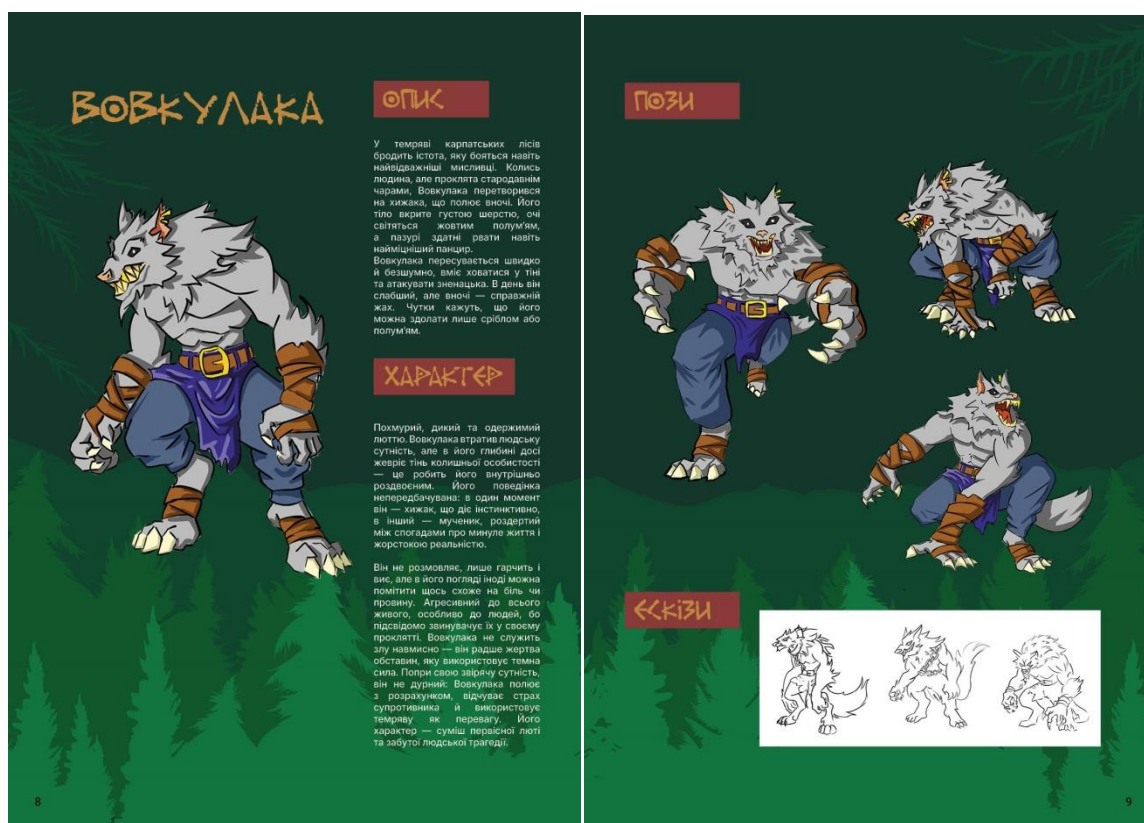 ВОВКУЛАКА
ОПИС
У темряві карпатських лісів
бродить істота, яку бояться навіть
найвідважніші мисливці. Колись
людина, але проклята стародавнім
чарами, Вовкулака перетворився
на хижака, що полює вночі. Його
тіло вкрите густою шерстю, очі
світяться жовтим полум'ям,
а пазурі здатні рвати навіть
найміцніший панцир.
Вовкулака пересувається швидко
й безшумно, вміє ховатися у тіні
та атакувати зненацька. В день він
слабший, але вночі — справжній
жах. Чутки кажуть, що його
можна здолати лише сріблом або
полум'ям.
ХАРАКТЕР
Похмурий, дикий та одержимий
люттю. Вовкулака втратив людську
сутність, але в його глибині досі
жевріє тінь колишньої особистості
— це робить його внутрішньо
роздвоєним. Його поведінка
непередбачувана: в один момент
він — хижак, що діє інстинктивно,
в інший — мученик, роздертий
між спогадами про минуле життя і
жорстокою реальністю.
Він не розмовляє, лише гарчить і
виє, але в його погляді іноді можна
помітити щось схоже на біль чи
провину. Агресивний до всього
живого, особливо до людей, бо
підсвідомо звинувачує їх у своєму
проклятті. Вовкулака не служить
злу навмисно — він радше жертва
обставин, яку використовує темна
сила. Попри свою звірячу сутність,
він не дурний: Вовкулака полює
з розрахунком, відчуває страх
супротивника й використовує
темряву як перевагу. Його
характер — суміш первісної люті
та забутої людської трагедії.
8
ПОЗИ
ЕСКІЗИ
9